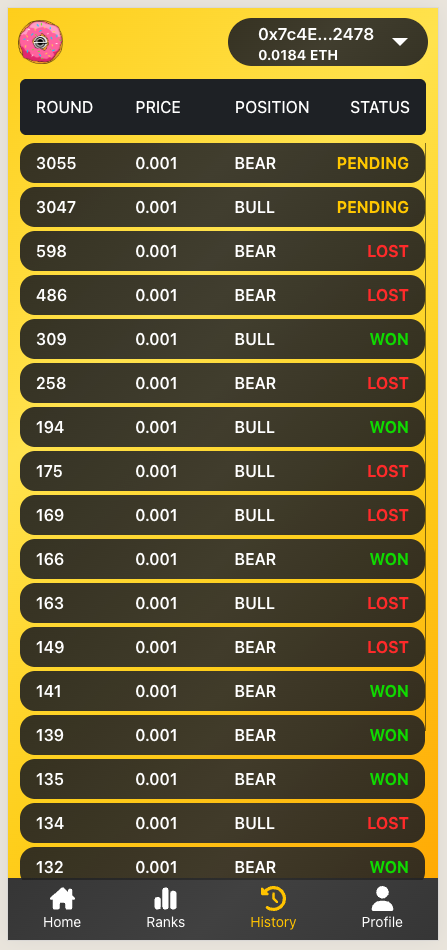 0x7c4E...2478
0.0184 ETH
ROUND PRICE POSITION STATUS
3055 0.001 BEAR PENDING
3047 0.001 BULL PENDING
598 0.001 BEAR LOST
486 0.001 BEAR LOST
309 0.001 BULL WON
258 0.001 BEAR LOST
194 0.001 BULL WON
175 0.001 BULL LOST
169 0.001 BULL LOST
166 0.001 BEAR WON
163 0.001 BULL LOST
149 0.001 BEAR LOST
141 0.001 BEAR WON
139 0.001 BEAR WON
135 0.001 BEAR WON
134 0.001 BULL LOST
132 0.001 BEAR WON
Home Ranks History Profile